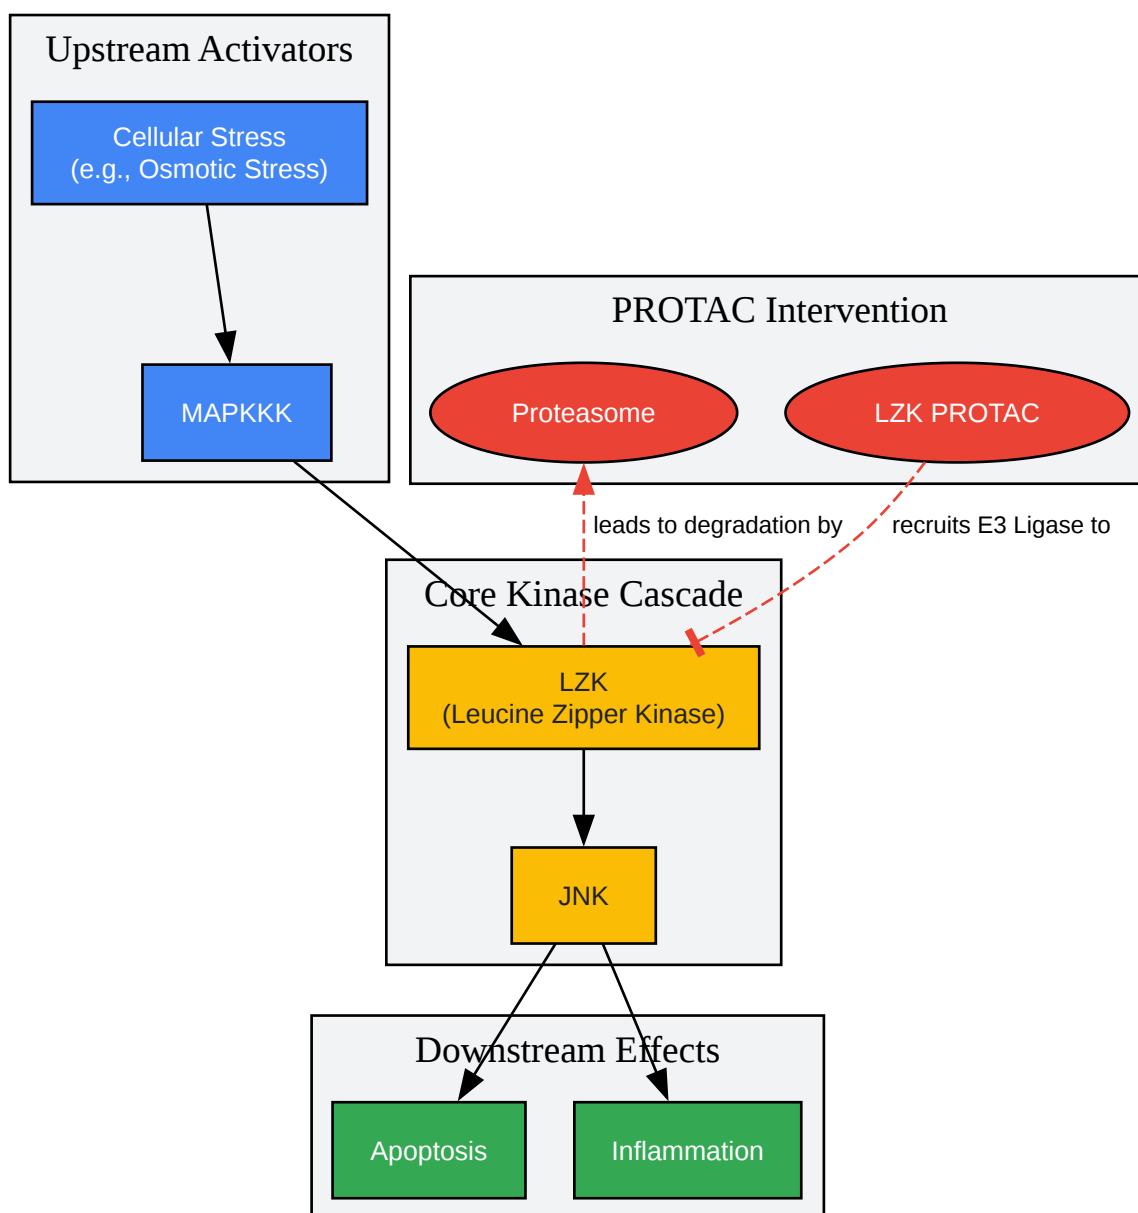 Upstream Activators
Cellular Stress
(e.g., Osmotic Stress)
MAPKKK
PROTAC Intervention
Proteasome
LZK PROTAC
leads to degradation by
recruits E3 Ligase to
Core Kinase Cascade
LZK
(Leucine Zipper Kinase)
JNK
Downstream Effects
Apoptosis
Inflammation